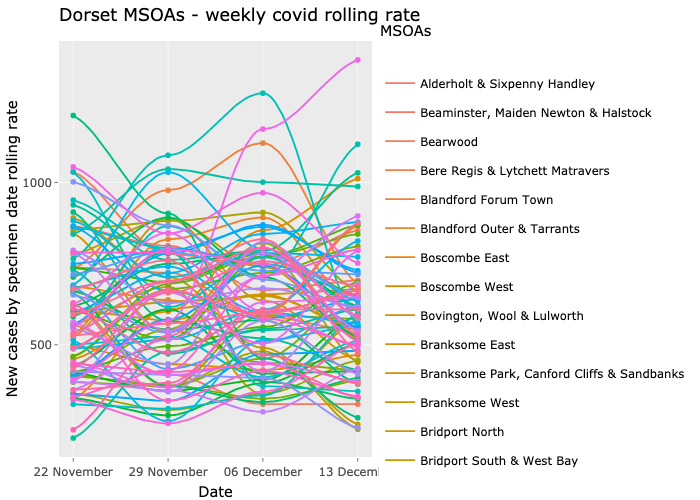 Dorset MSOAs - weekly covid rolling rate
MSOAs
Alderholt & Sixpenny Handley
Beaminster, Maiden Newton & Halstock
Bearwood
Bere Regis & Lytchett Matravers
Blandford Forum Town
Blandford Outer & Tarrants
Boscombe East
Boscombe West
Bovington, Wool & Lulworth
Branksome East
Branksome Park, Canford Cliffs & Sandbanks
Branksome West
Bridport North
Bridport South & West Bay
New cases by specimen date rolling rate
1000
500
22 November
29 November
06 December
13 Decem
Date